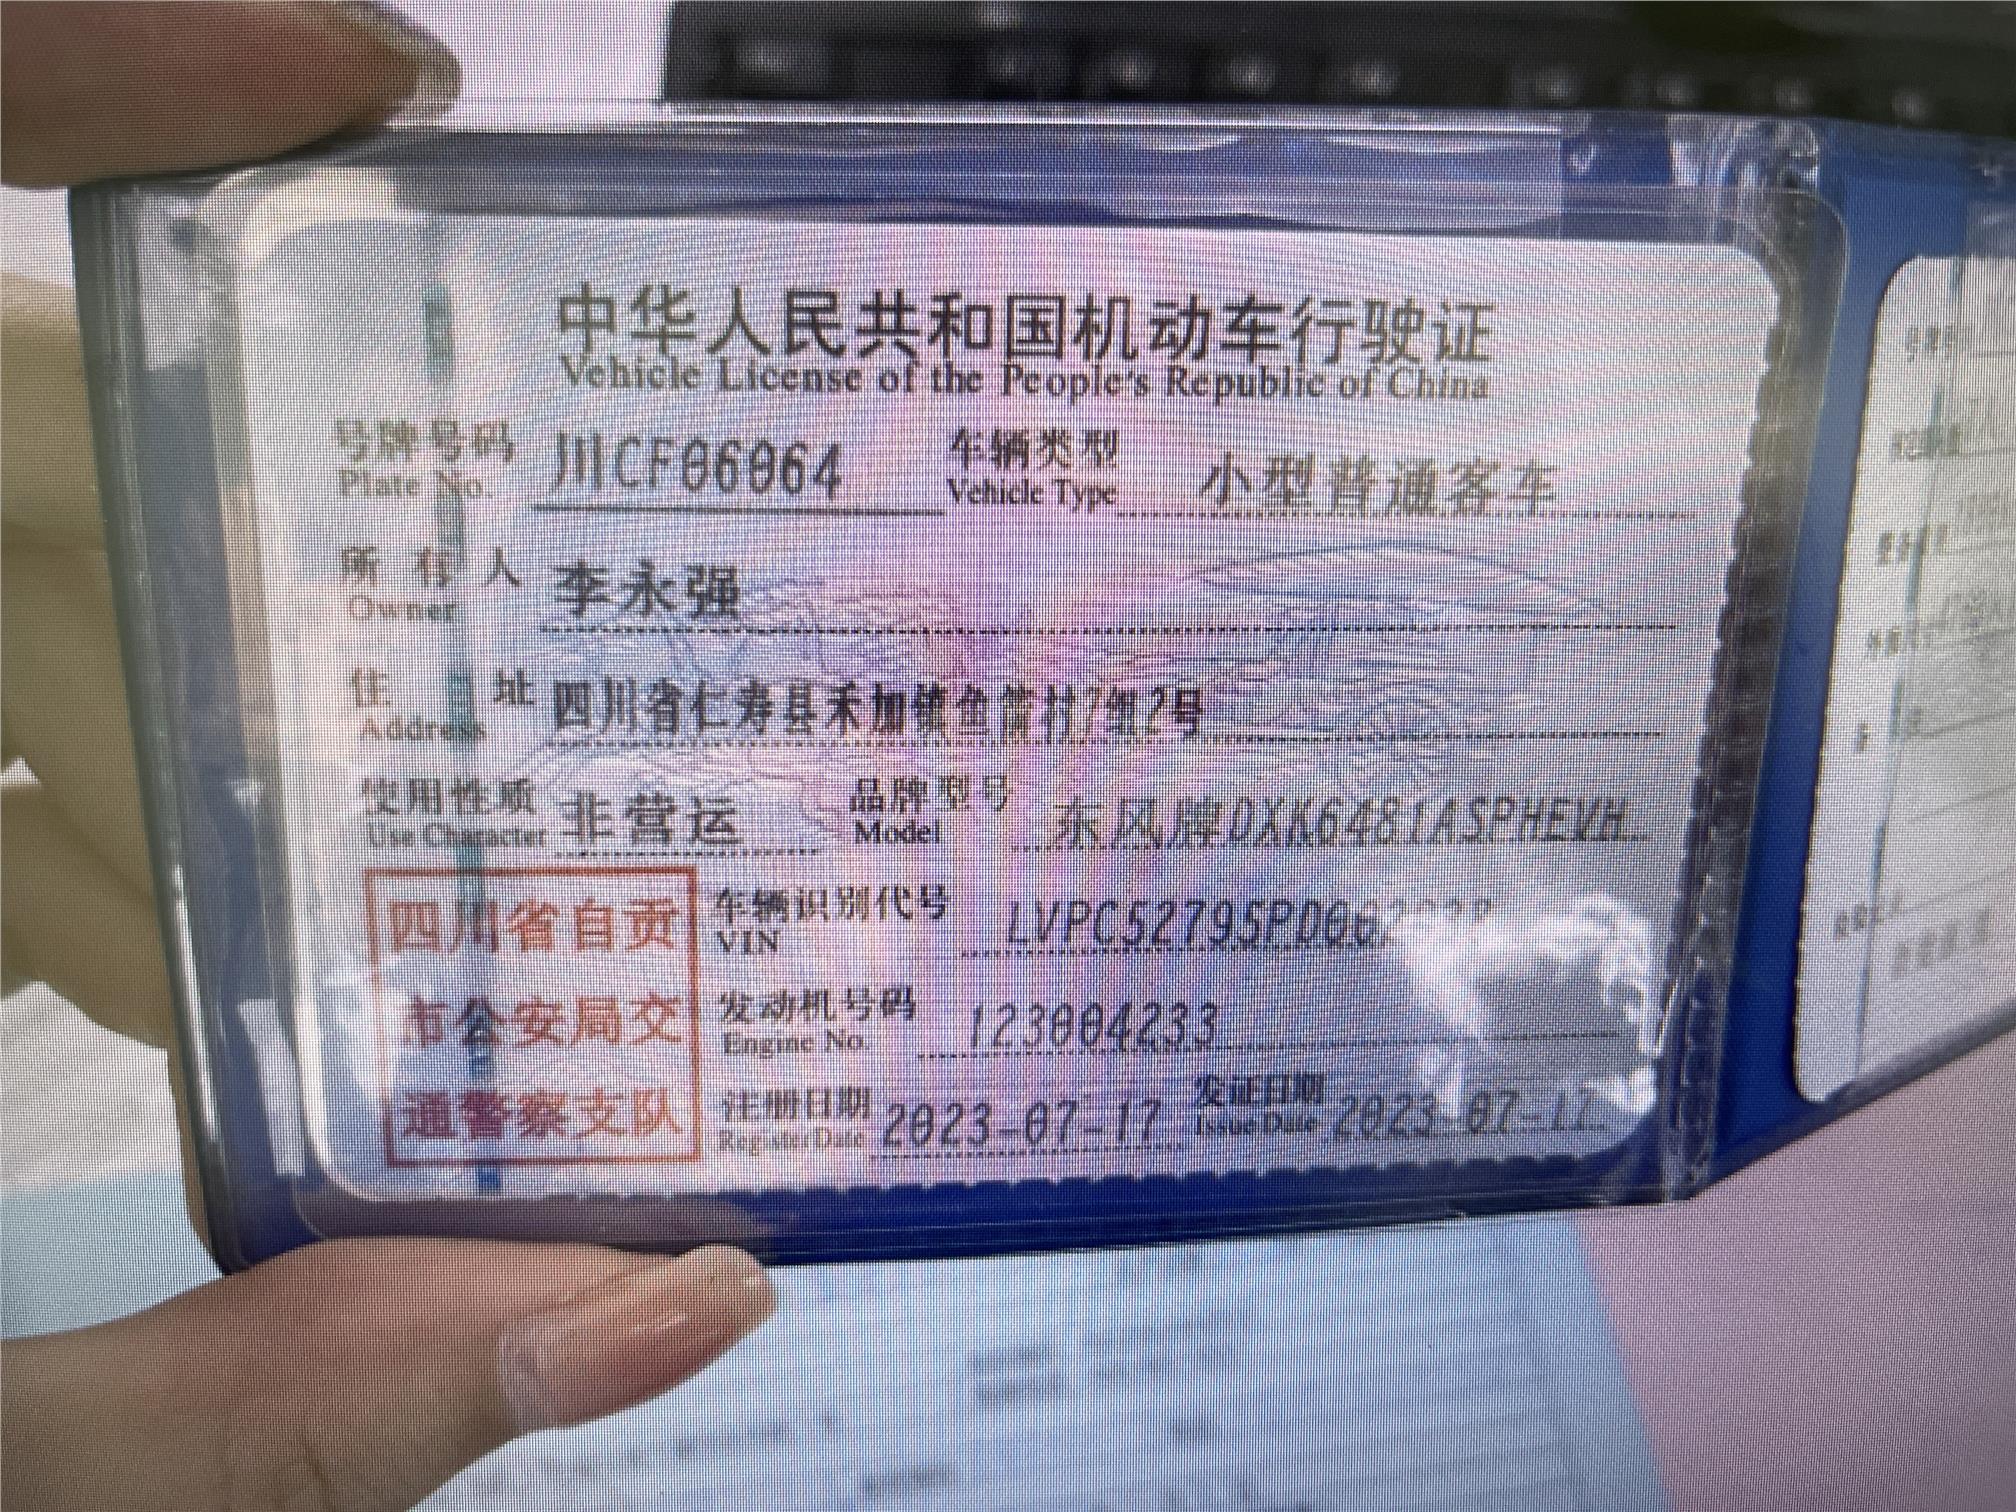 中华人民共和国机动车行驶证
Vehicle License of the People's Republic of China
号牌号码 川CF06064 车辆类型 小型普通客车
Plate No. Vehicle Type
所有人 李永强
Owner
住址 四川省仁寿县禾加镇鱼箭村7组2号
Address
使用性质 非营运 品牌型号 东风牌DXK6481ASPHEVH
Use Character Model
四川省自贡
市公安局交
通警察支队
车辆识别代号 LVPC52795PD06
VIN
发动机号码 123004233
Engine No.
注册日期 2023-07-17 发证日期 2023-07-17
Register Date Issue Date